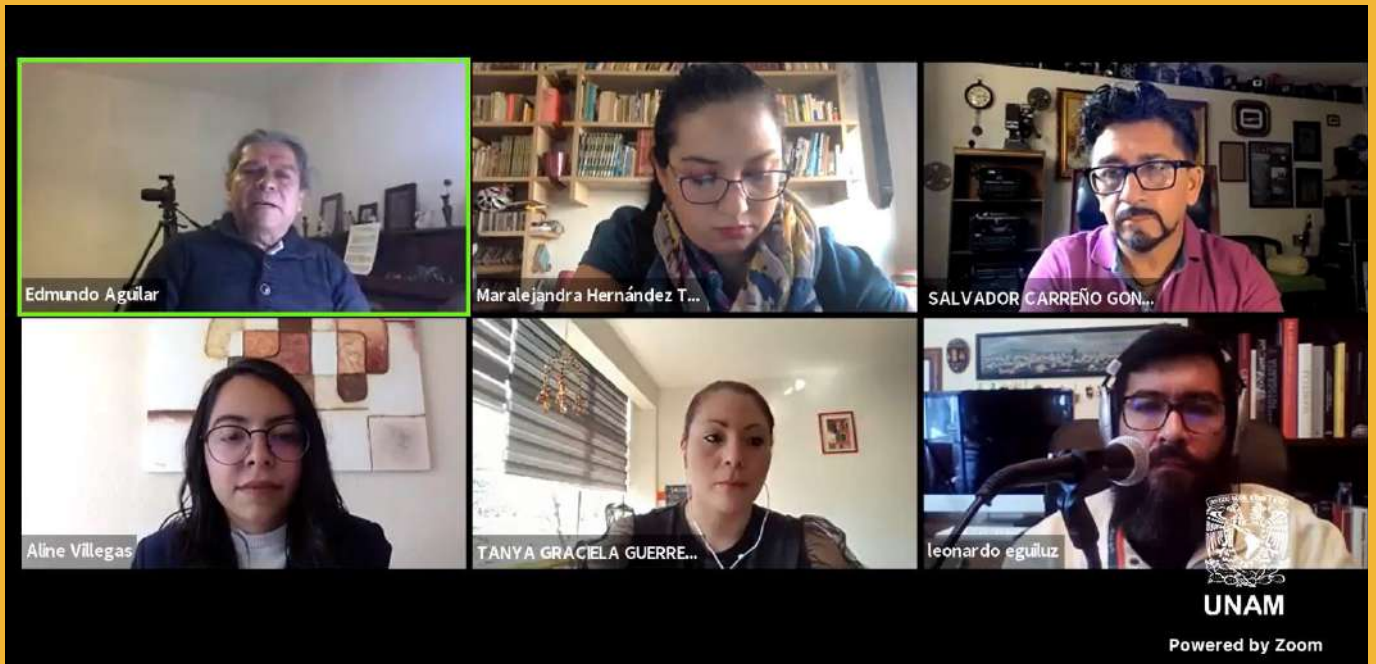 Edmundo Aguilar
Maralejandra Hernández T...
SALVADOR CARREÑO GON...
Aline Villegas
TANYA GRACIELA GUERRE...
leonardo eguiluz
UNAM
Powered by Zoom